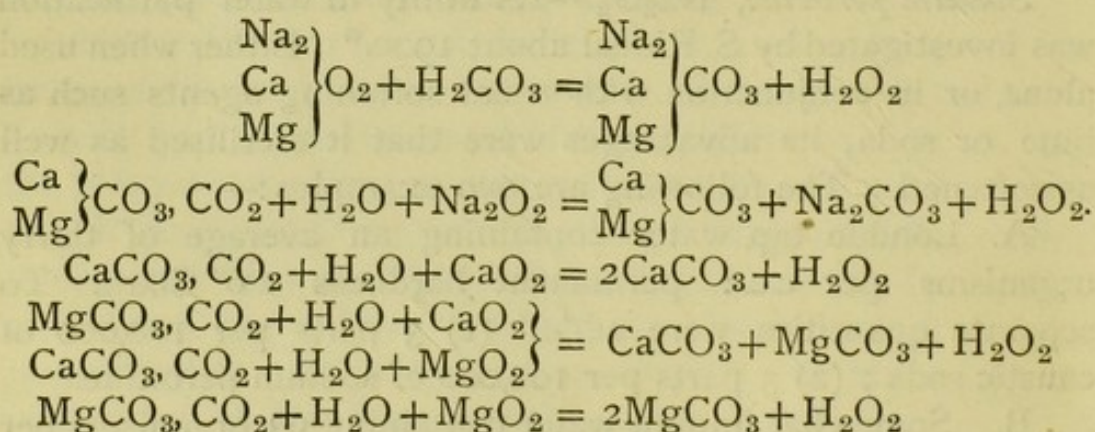 Na₂
Ca
Mg
}O₂+H₂CO₃ =
Na₂
Ca
Mg
}CO₃+H₂O₂
Ca
Mg
}CO₃, CO₂+H₂O+Na₂O₂ =
Ca
Mg
}CO₃+Na₂CO₃+H₂O₂.
CaCO₃, CO₂+H₂O+CaO₂ = 2CaCO₃+H₂O₂
MgCO₃, CO₂+H₂O+CaO₂
CaCO₃, CO₂+H₂O+MgO₂
} = CaCO₃+MgCO₃+H₂O₂
MgCO₃, CO₂+H₂O+MgO₂ = 2MgCO₃+H₂O₂